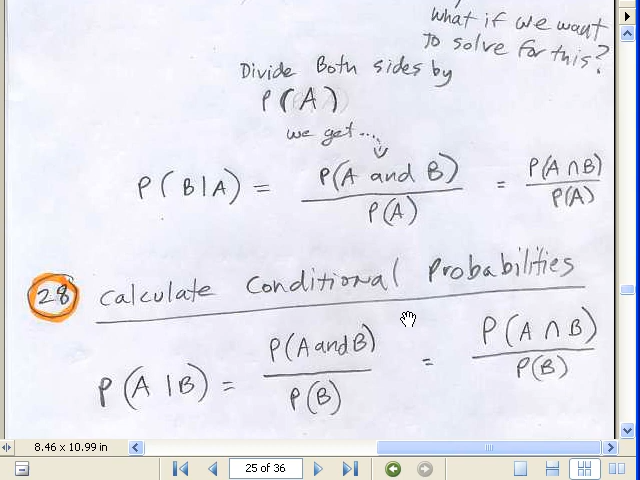 what if we want
to solve for this?
Divide Both sides by
P(A)
we get....
P(B|A) = P(A and B) / P(A) = P(A ∩ B) / P(A)
28 Calculate Conditional Probabilities
P(A|B) = P(A and B) / P(B) = P(A ∩ B) / P(B)
8.46 x 10.99 in
25 of 36